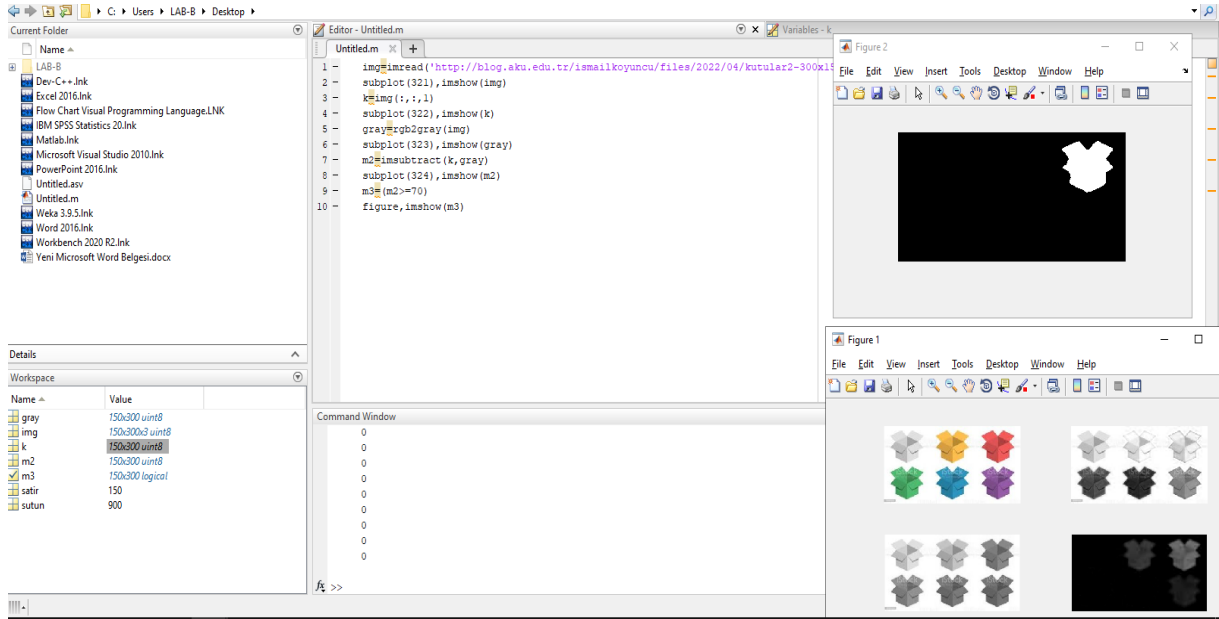 C: ▸ Users ▸ LAB-B ▸ Desktop ▸
Current Folder
Name
LAB-B
Dev-C++.lnk
Excel 2016.lnk
Flow Chart Visual Programming Language.LNK
IBM SPSS Statistics 20.lnk
Matlab.lnk
Microsoft Visual Studio 2010.lnk
PowerPoint 2016.lnk
Untitled.asv
Untitled.m
Weka 3.9.5.lnk
Word 2016.lnk
Workbench 2020 R2.lnk
Yeni Microsoft Word Belgesi.docx
Details
Workspace
Name Value
gray 150x300 uint8
img 150x300x3 uint8
k 150x300 uint8
m2 150x300 uint8
m3 150x300 logical
satir 150
sutun 900
Editor - Untitled.m
Variables - k
Untitled.m
1 - img=imread('http://blog.aku.edu.tr/ismailkoyuncu/files/2022/04/kutular2-300x15
2 - subplot(321),imshow(img)
3 - k=img(:,:,1)
4 - subplot(322),imshow(k)
5 - gray=rgb2gray(img)
6 - subplot(323),imshow(gray)
7 - m2=imsubtract(k,gray)
8 - subplot(324),imshow(m2)
9 - m3=(m2>=70)
10 - figure,imshow(m3)
Command Window
0
0
0
0
0
0
0
0
0
fx >>
Figure 2
File Edit View Insert Tools Desktop Window Help
Figure 1
File Edit View Insert Tools Desktop Window Help